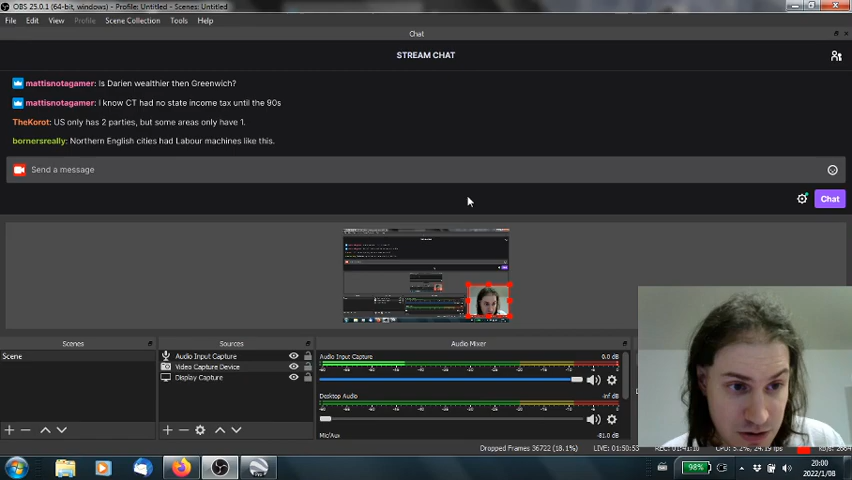 OBS 25.0.1 (64-bit, windows) - Profile: Untitled - Scenes: Untitled
File Edit View Profile Scene Collection Tools Help
Chat
STREAM CHAT
mattisnotagamer: Is Darien wealthier then Greenwich?
mattisnotagamer: I know CT had no state income tax until the 90s
TheKorot: US only has 2 parties, but some areas only have 1.
bornersreally: Northern English cities had Labour machines like this.
Send a message
Chat
Scenes
Sources
Audio Mixer
Scene
Audio Input Capture
Video Capture Device
Display Capture
Audio Input Capture 0.0 dB
Desktop Audio -inf dB
Mic/Aux -81.0 dB
Dropped Frames 36722 (18.1%) LIVE: 01:50:53
98%
20:00
2022/1/08